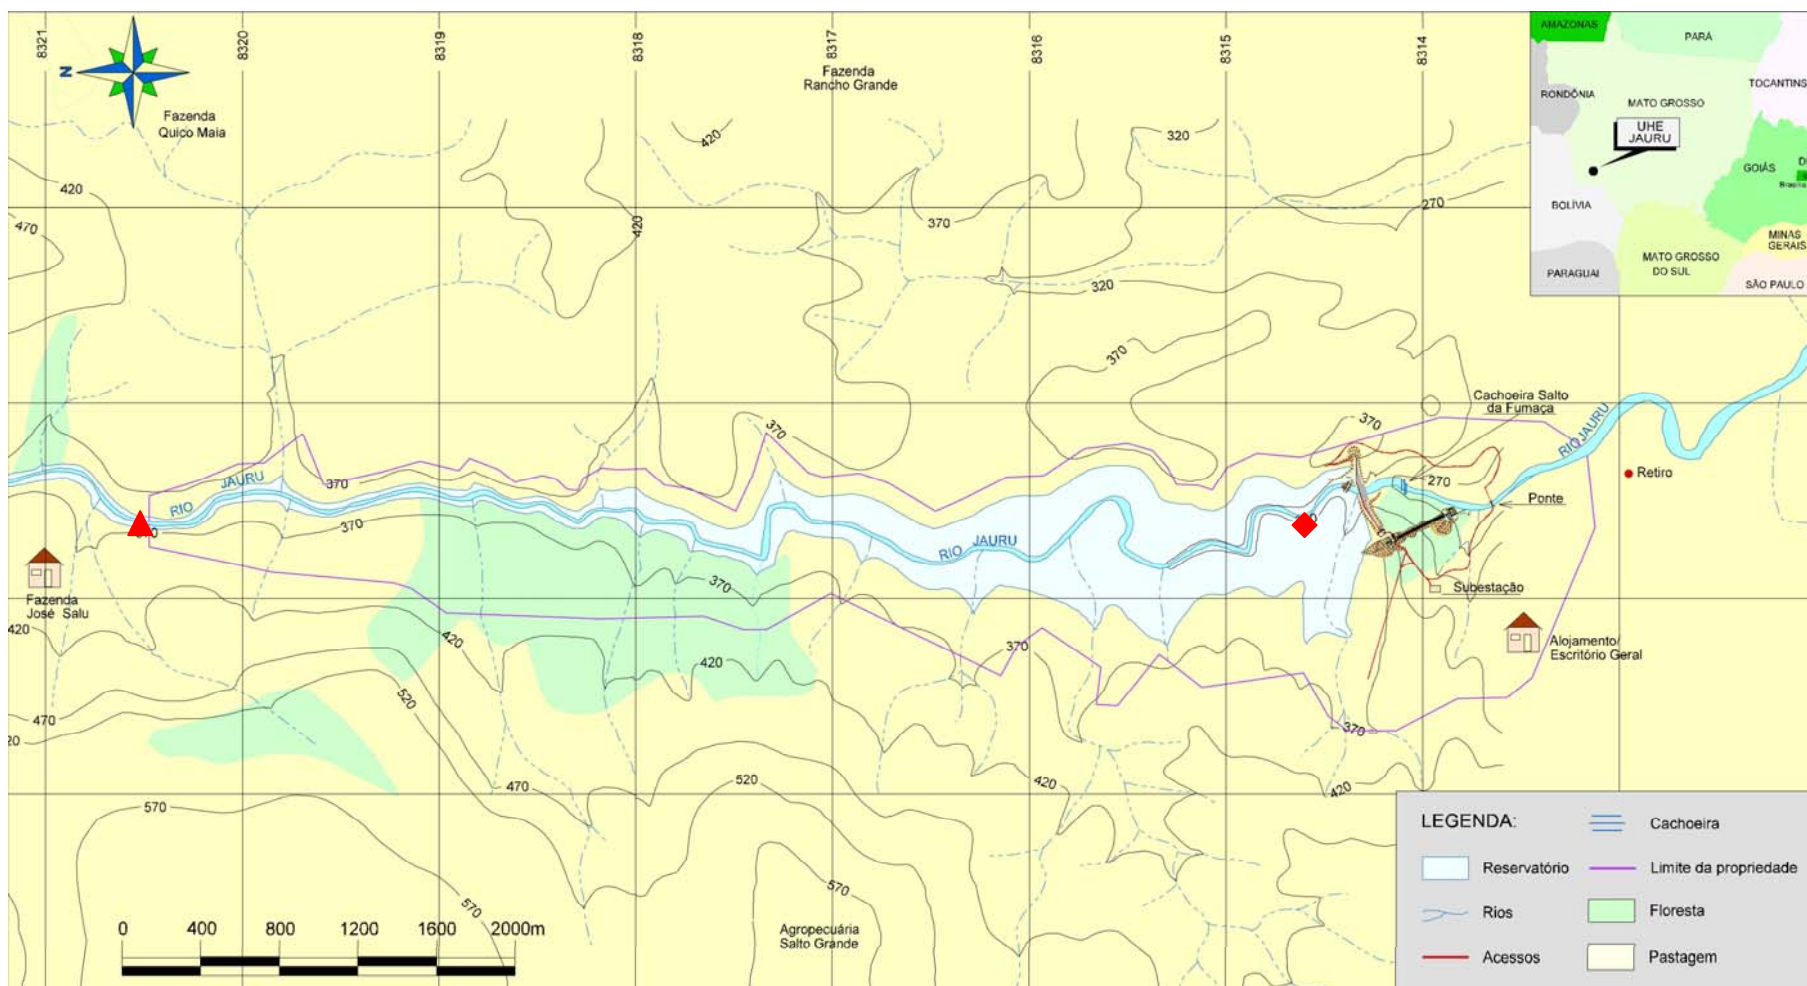 8321
8320
8319
8318
8317
8316
8315
8314
N
Fazenda
Quico Maia
Fazenda
Rancho Grande
AMAZONAS
PARÁ
TOCANTINS
RONDÔNIA
MATO GROSSO
UHE
JAURU
GOIÁS
D
BOLÍVIA
MINAS
GERAIS
MATO GROSSO
DO SUL
PARAGUAI
SÃO PAULO
420
320
420
470
420
370
270
320
370
370
370
Cachoeira Salto
da Fumaça
RIO JAURU
Retiro
270
Ponte
RIO JAURU
370
370
RIO JAURU
370
Subestação
Fazenda
José Salu
420
420
420
370
Alojamento/
Escritório Geral
470
520
370
20
470
520
420
420
570
570
570
0 400 800 1200 1600 2000m
Agropecuária
Salto Grande
LEGENDA:
Cachoeira
Reservatório
Limite da propriedade
Rios
Floresta
Acessos
Pastagem